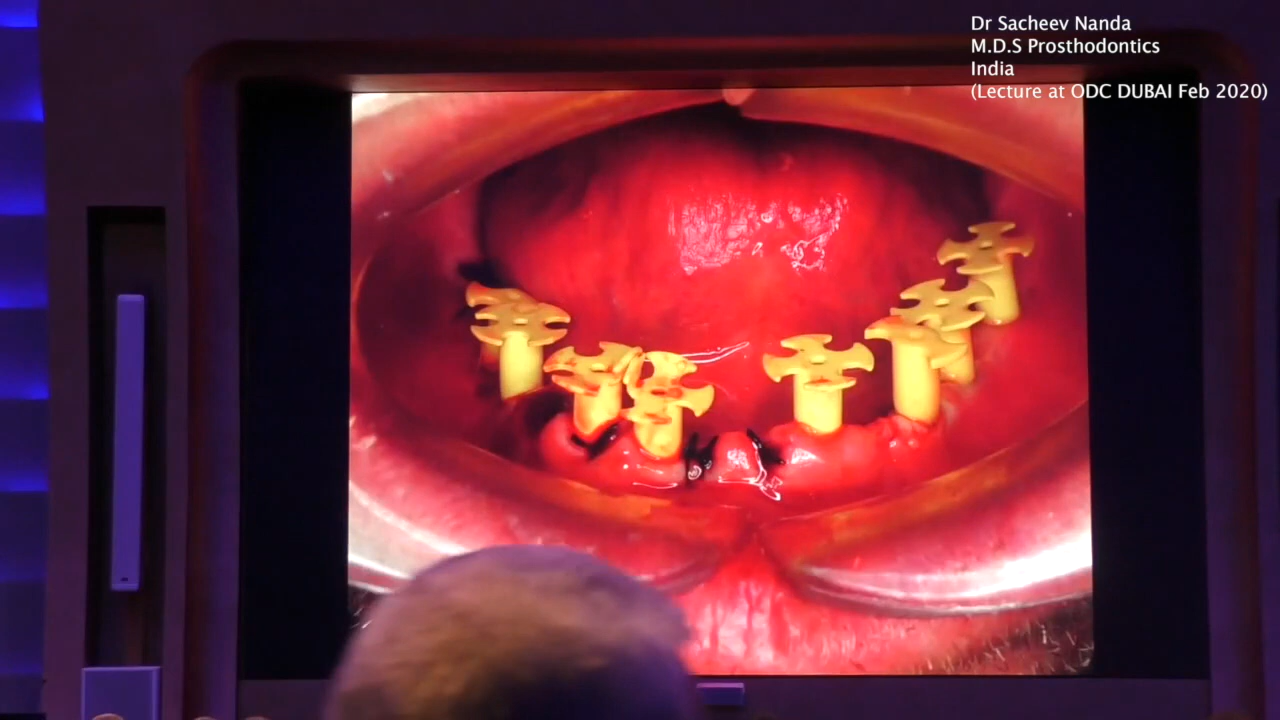 Dr Sacheev Nanda
M.D.S Prosthodontics
India
(Lecture at ODC DUBAI Feb 2020)